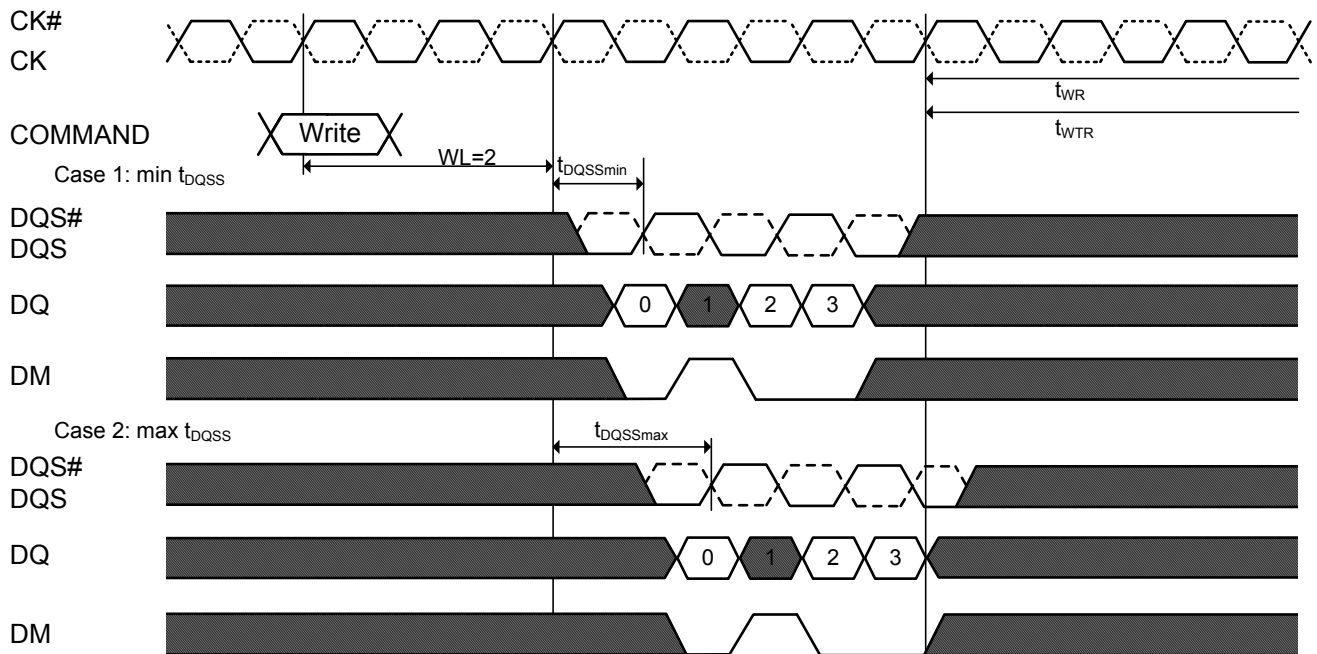 CK#
CK
tWR
tWTR
COMMAND
Write
WL=2
tDQSSmin
Case 1: min tDQSS
DQS#
DQS
DQ
0 1 2 3
DM
Case 2: max tDQSS
tDQSSmax
DQS#
DQS
DQ
0 1 2 3
DM